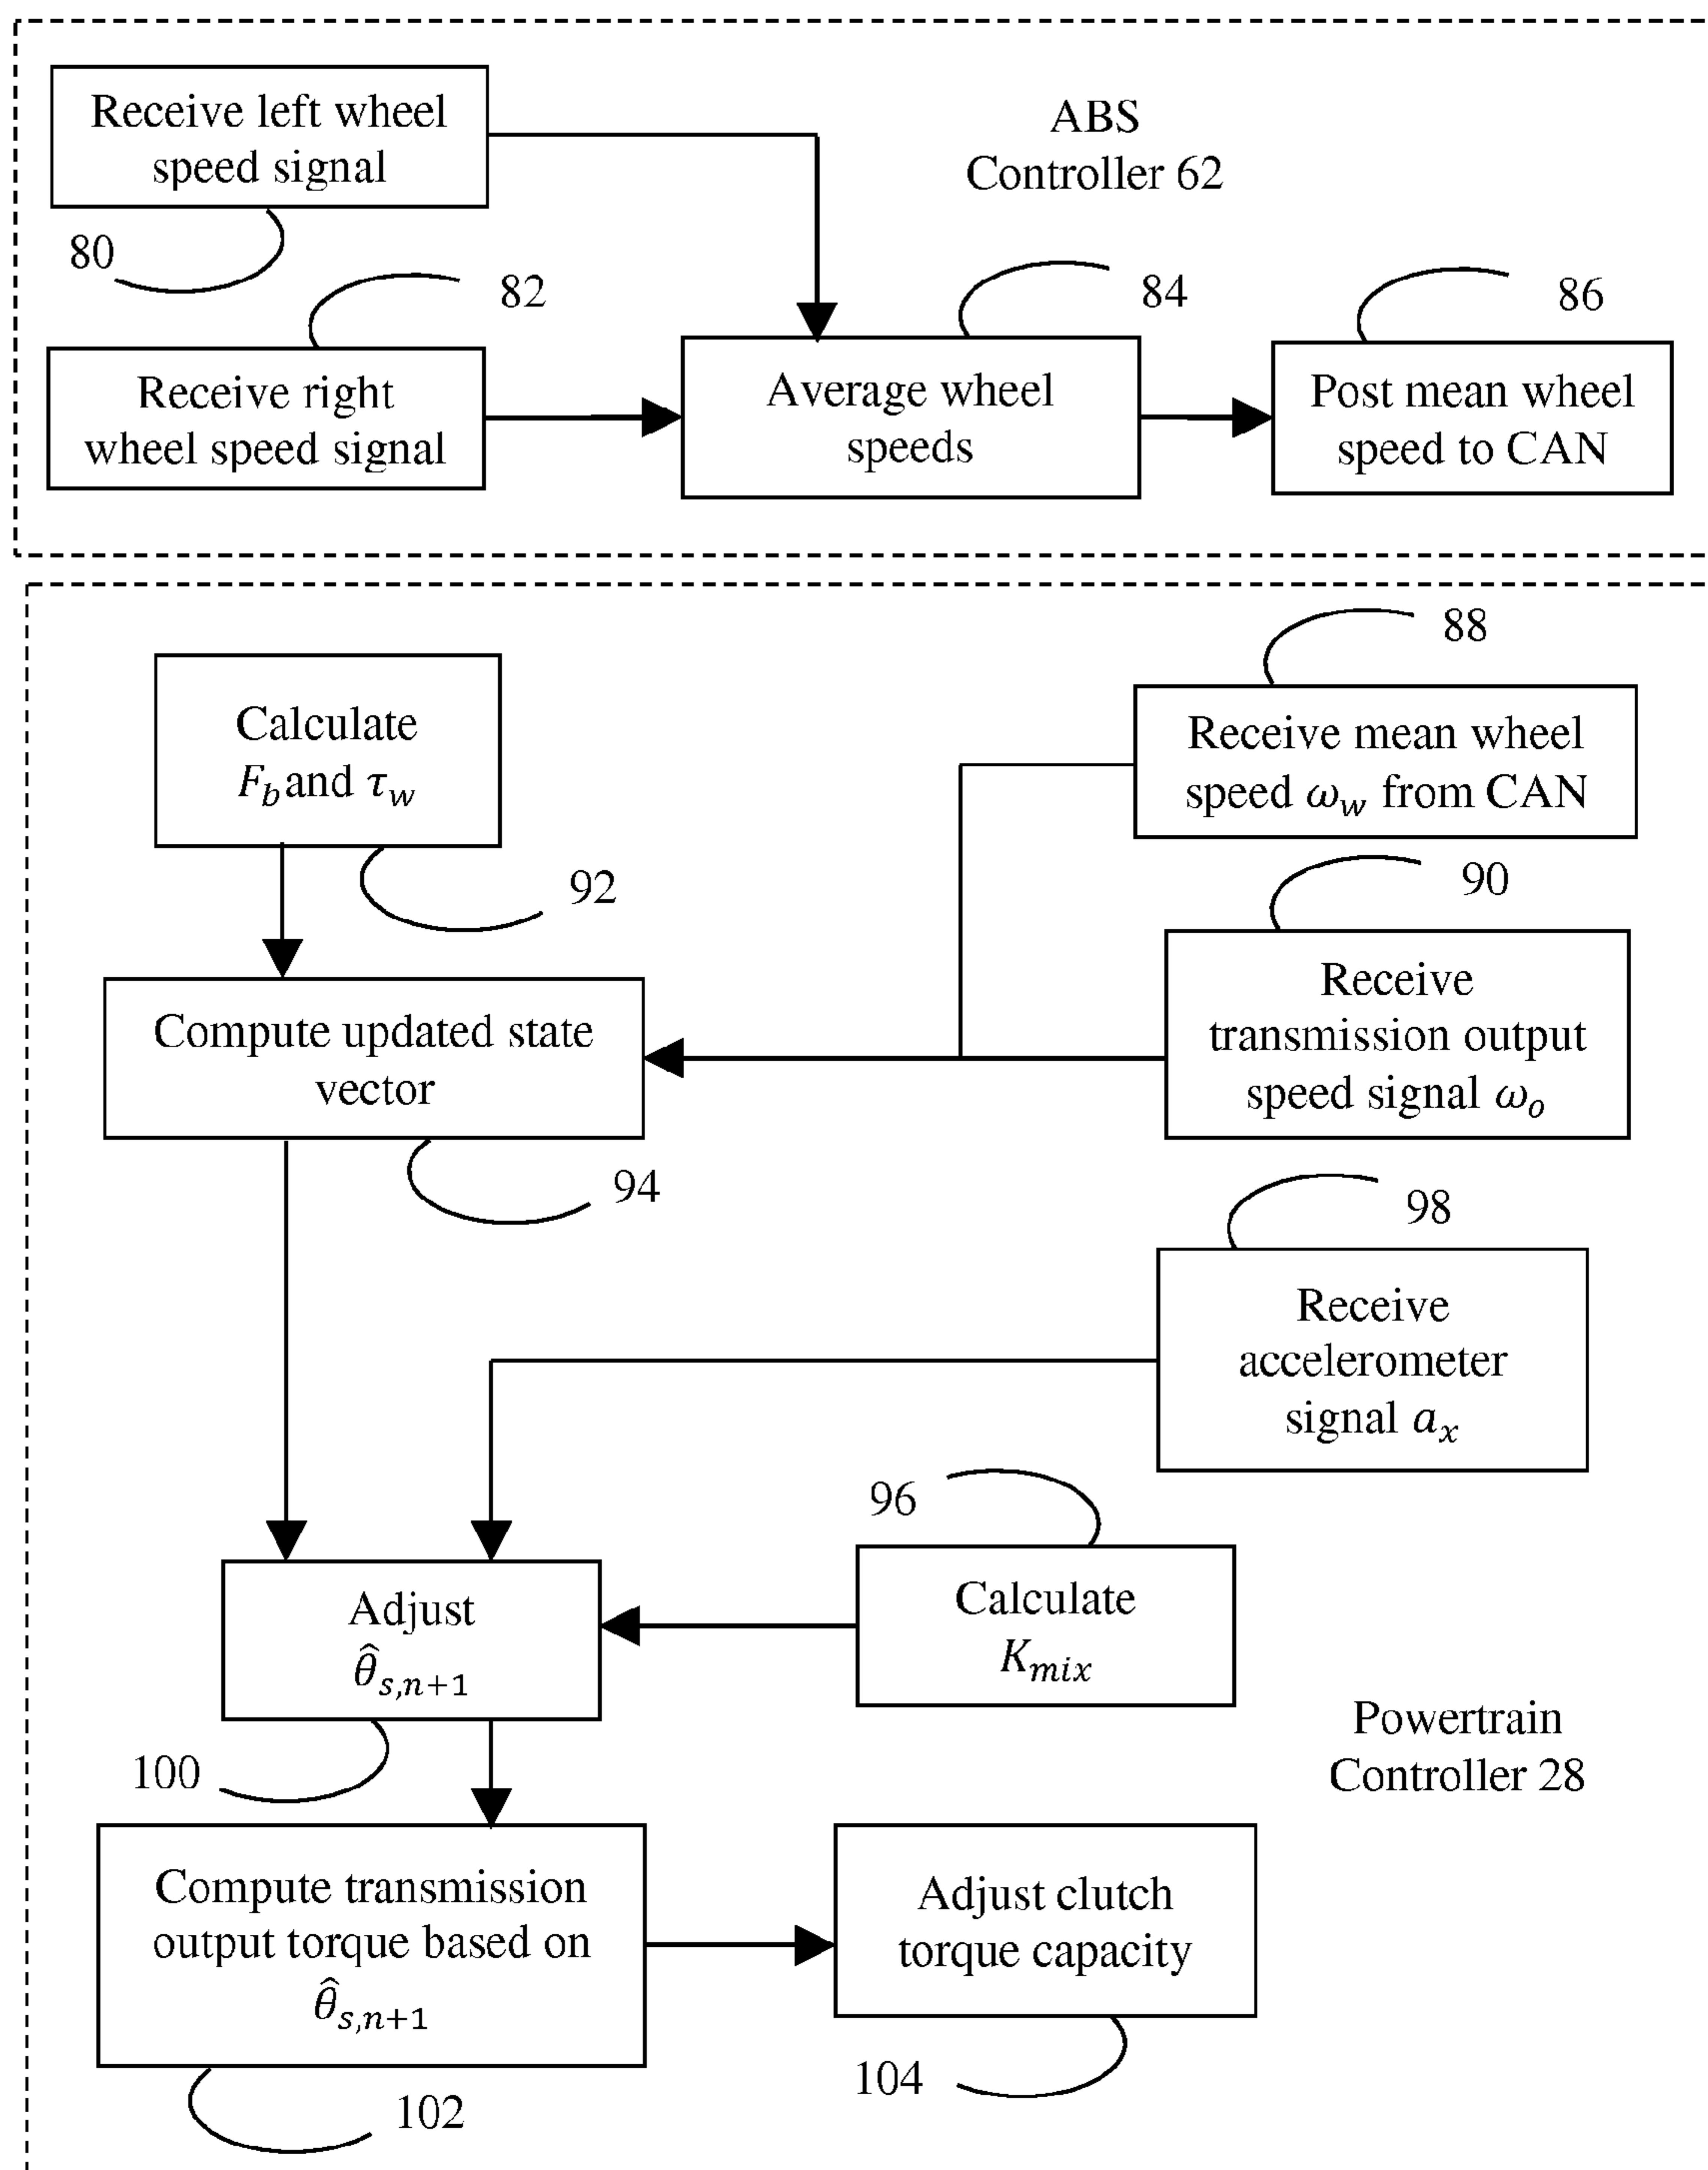 Receive left wheel
speed signal
ABS
Controller 62
80
82
84
86
Receive right
wheel speed signal
Average wheel
speeds
Post mean wheel
speed to CAN
88
Calculate
F_b and τ_w
Receive mean wheel
speed ω_w from CAN
92
90
Compute updated state
vector
Receive
transmission output
speed signal ω_o
94
98
Receive
accelerometer
signal a_x
96
Adjust
θ̂_{s,n+1}
Calculate
K_{mix}
100
Powertrain
Controller 28
Compute transmission
output torque based on
θ̂_{s,n+1}
Adjust clutch
torque capacity
104
102